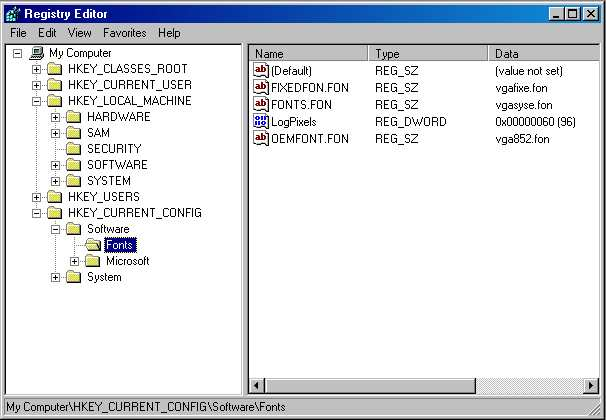 Registry Editor
File Edit View Favorites Help
My Computer
HKEY_CLASSES_ROOT
HKEY_CURRENT_USER
HKEY_LOCAL_MACHINE
HARDWARE
SAM
SECURITY
SOFTWARE
SYSTEM
HKEY_USERS
HKEY_CURRENT_CONFIG
Software
Fonts
Microsoft
System
Name Type Data
(Default) REG_SZ (value not set)
FIXEDFON.FON REG_SZ vgafixe.fon
FONTS.FON REG_SZ vgasyse.fon
LogPixels REG_DWORD 0x00000060 (96)
OEMFONT.FON REG_SZ vga852.fon
My Computer\HKEY_CURRENT_CONFIG\Software\Fonts